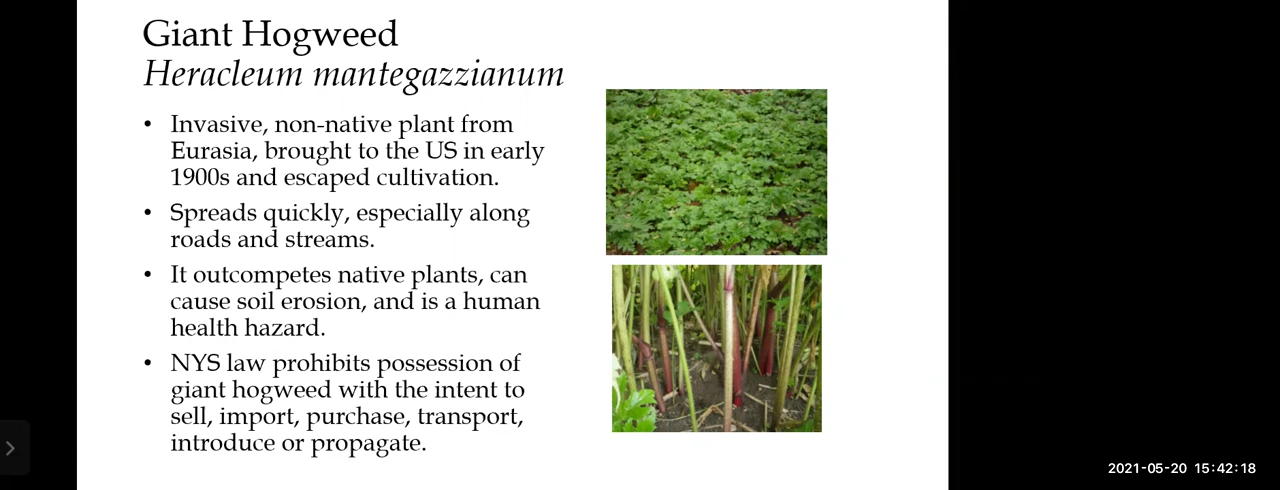 Giant Hogweed
Heracleum mantegazzianum
• Invasive, non-native plant from
Eurasia, brought to the US in early
1900s and escaped cultivation.
• Spreads quickly, especially along
roads and streams.
• It outcompetes native plants, can
cause soil erosion, and is a human
health hazard.
• NYS law prohibits possession of
giant hogweed with the intent to
sell, import, purchase, transport,
introduce or propagate.
2021-05-20 15:42:18